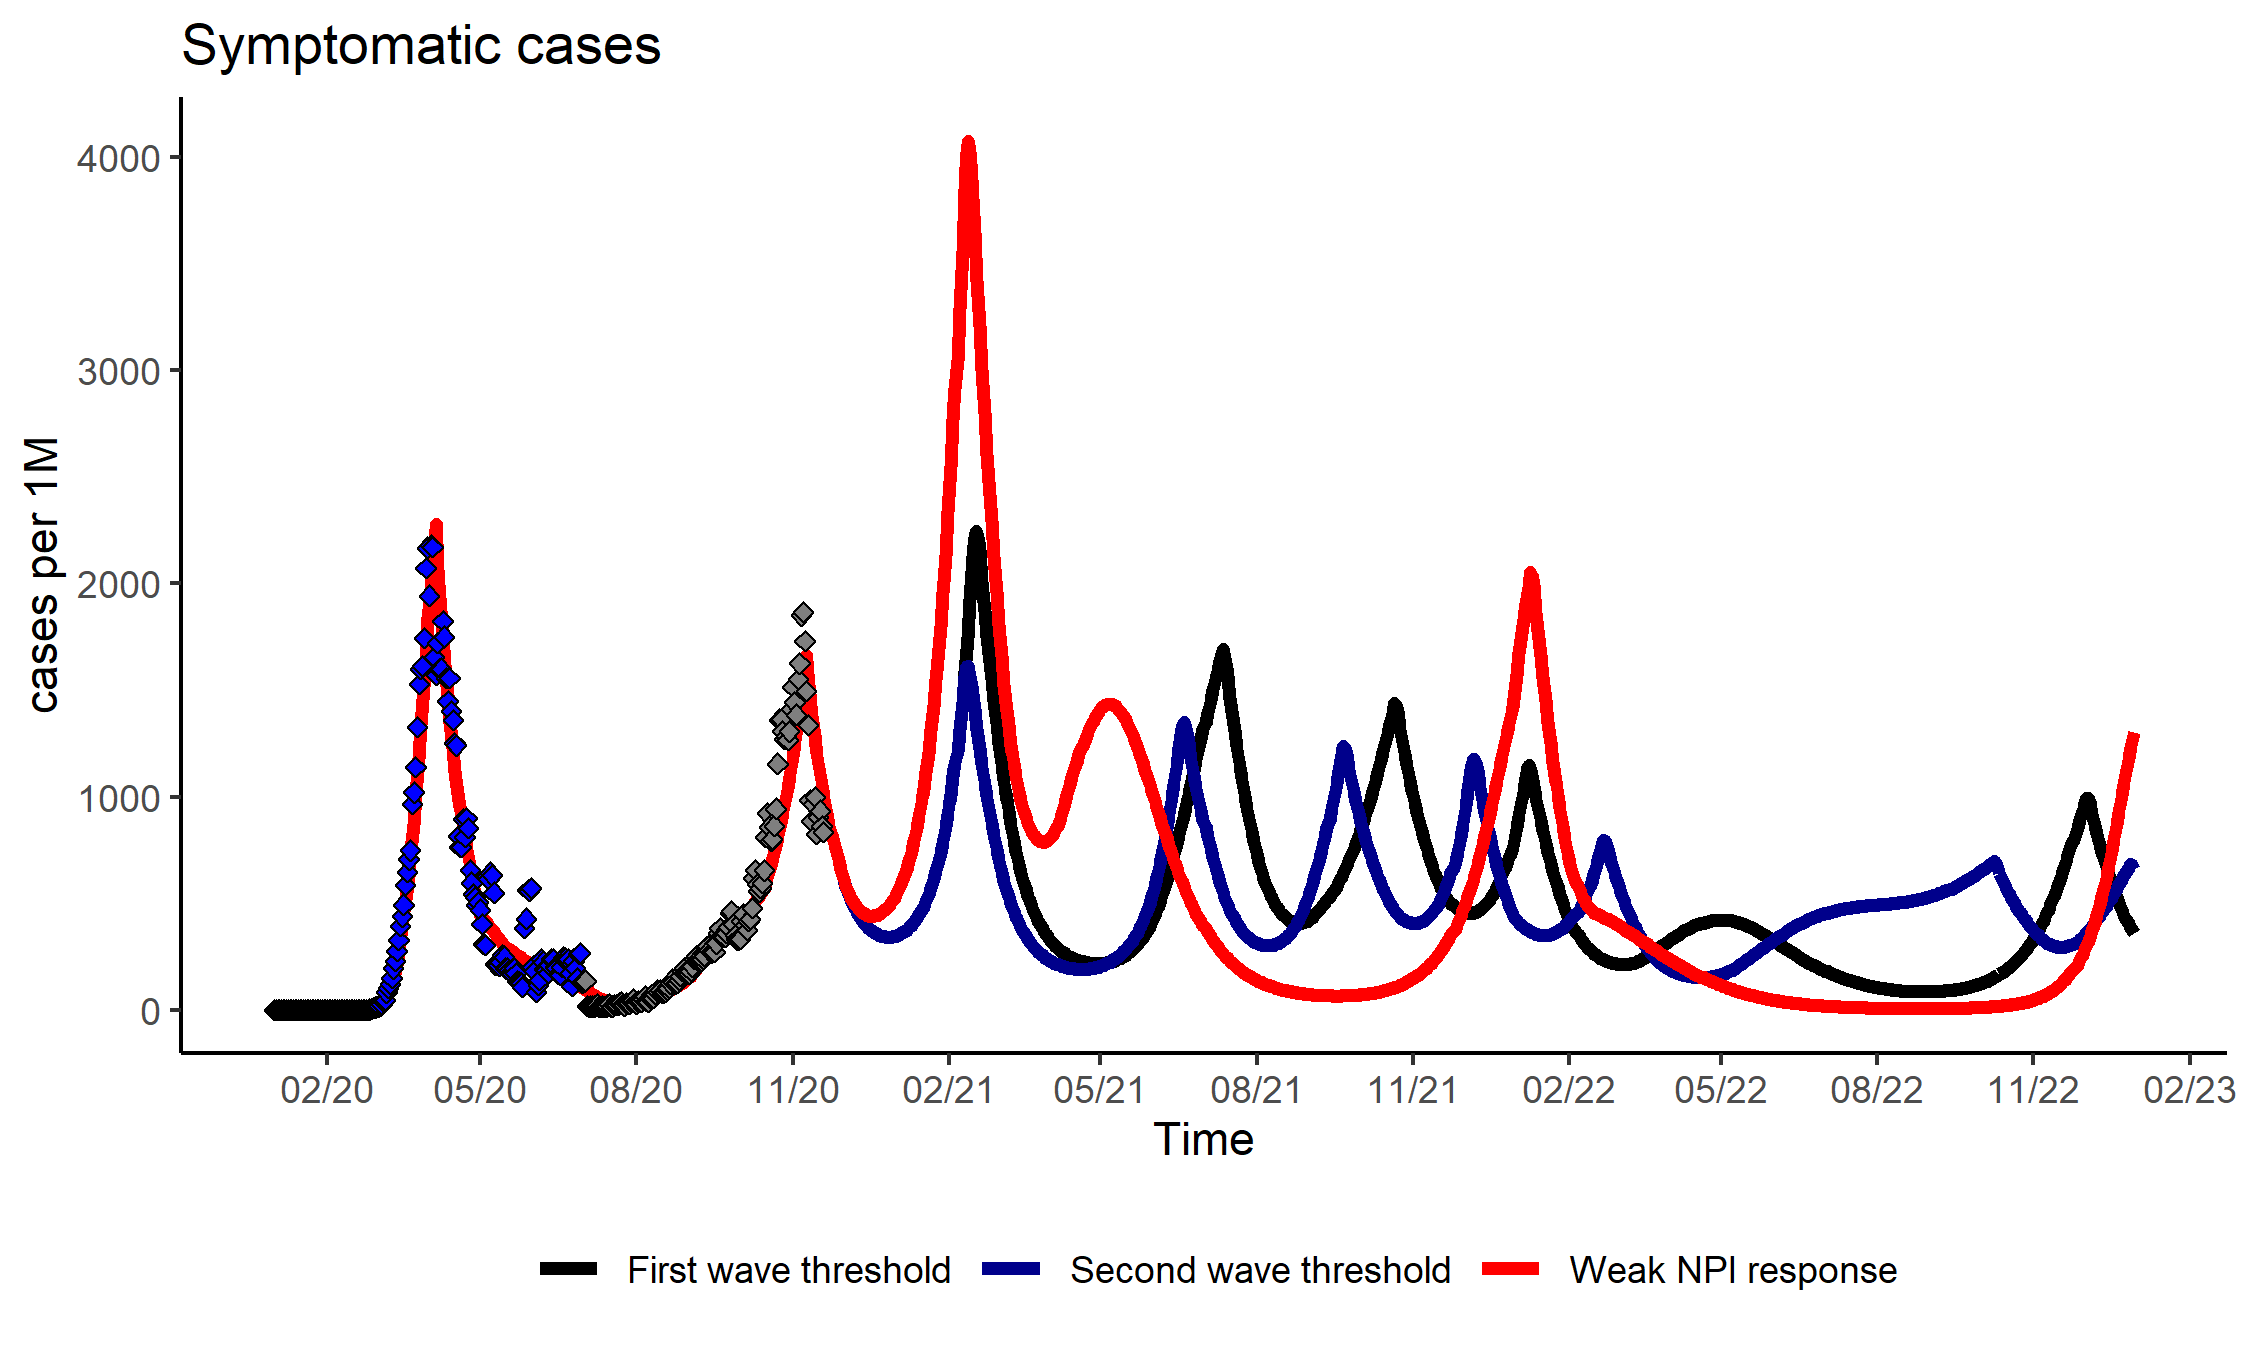 Symptomatic cases
cases per 1M
4000
3000
2000
1000
0
02/20 05/20 08/20 11/20 02/21 05/21 08/21 11/21 02/22 05/22 08/22 11/22 02/23
Time
First wave threshold Second wave threshold Weak NPI response